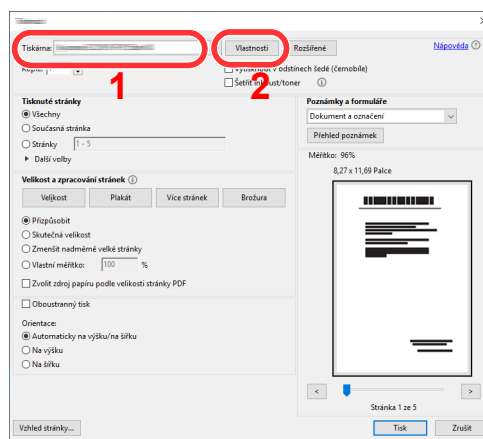 Tiskárna: Vlastnosti Rozšířené Nápověda
Kopie: Vytisknout v odstínech šedé (černobíle)
1 2
Šetřit inkoust/toner
Tisknuté stránky
Všechny
Současná stránka
Stránky 1 - 5
Další volby
Poznámky a formuláře
Dokument a označení
Přehled poznámek
Velikost a zpracování stránek
Velikost Plakát Více stránek Brožura
Přizpůsobit
Skutečná velikost
Zmenšit nadměrně velké stránky
Vlastní měřítko: 100 %
Zvolit zdroj papíru podle velikosti stránky PDF
Oboustranný tisk
Orientace:
Automaticky na výšku/na šířku
Na výšku
Na šířku
Měřítko: 96%
8,27 x 11,69 Palce
< >
Stránka 1 ze 5
Vzhled stránky... Tisk Zrušit